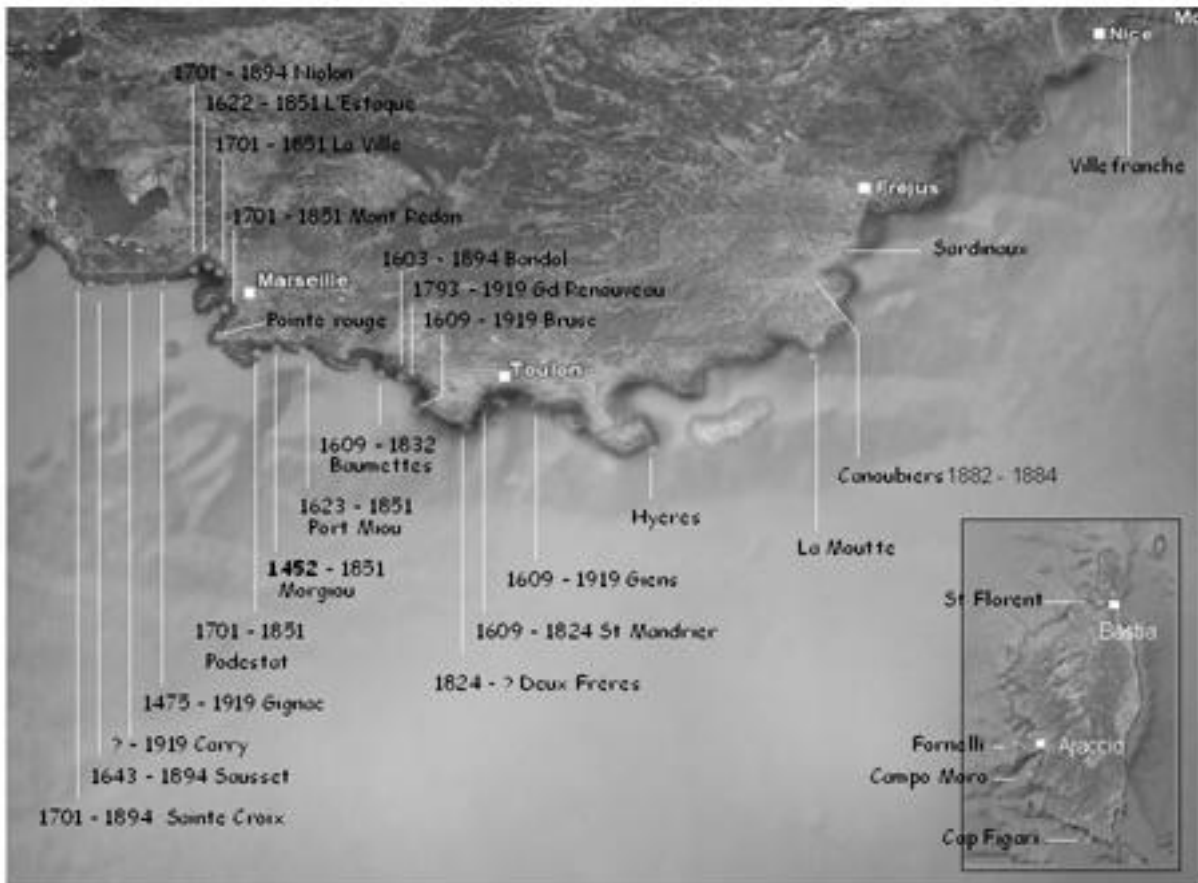 Mo
Nice
1701 - 1894 Niolon
1622 - 1851 L'Estaque
1701 - 1851 La Ville
Villefranche
Fréjus
1701 - 1851 Mont Redon
Sardinaux
1603 - 1894 Bandol
Marseille
1793 - 1919 Gd Renauveau
Pointe rouge
1609 - 1919 Brusc
Toulon
1609 - 1832
Baumettes
Canoubiers 1882 - 1884
1623 - 1851
Port Miou
Hyeres
La Moutte
1452 - 1851
Morgiou
1609 - 1919 Giens
St Florent
1701 - 1851
Podestat
1609 - 1824 St Mandrier
Bastia
1824 - ? Deux Freres
1475 - 1919 Gignac
? - 1919 Carry
Fornelli
Ajaccio
1643 - 1894 Sausset
Campo Moro
1701 - 1894 Sainte Croix
Cap Figari